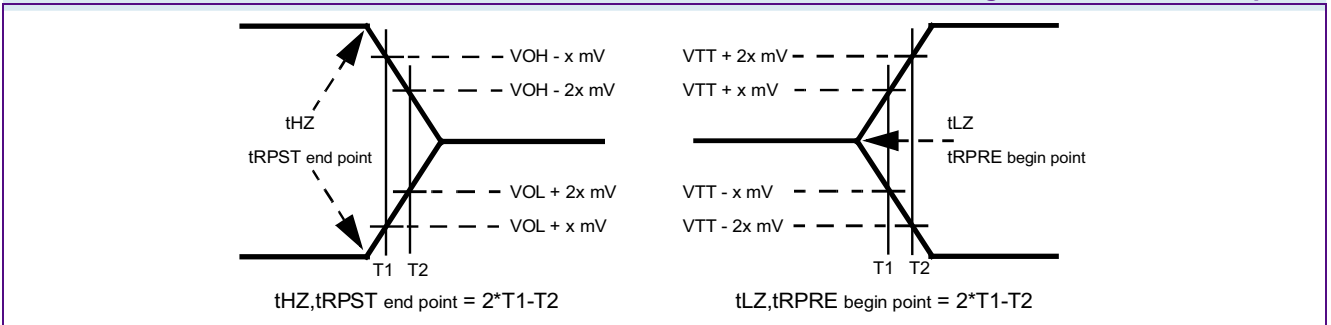 VOH - x mV
VOH - 2x mV
tHZ
tRPST end point
VOL + 2x mV
VOL + x mV
T1 T2
tHZ,tRPST end point = 2*T1-T2
VTT + 2x mV
VTT + x mV
tLZ
tRPRE begin point
VTT - x mV
VTT - 2x mV
T1 T2
tLZ,tRPRE begin point = 2*T1-T2